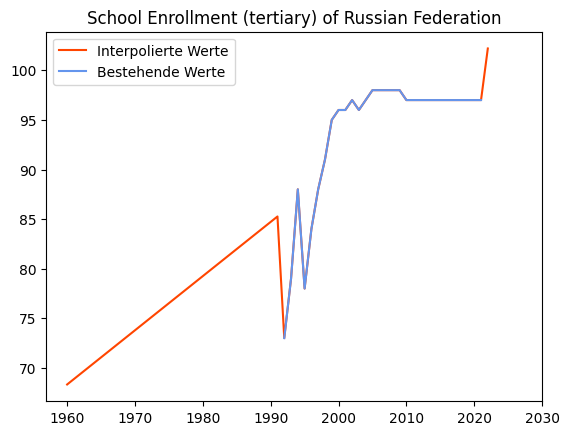 School Enrollment (tertiary) of Russian Federation
Interpolierte Werte
Bestehende Werte
100
95
90
85
80
75
70
1960 1970 1980 1990 2000 2010 2020 2030